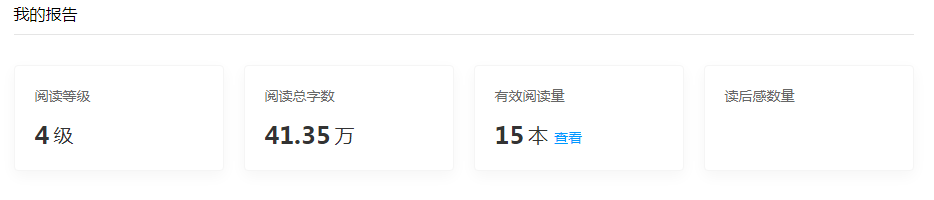 我的报告
阅读等级
4 级
阅读总字数
41.35 万
有效阅读量
15 本 查看
读后感数量